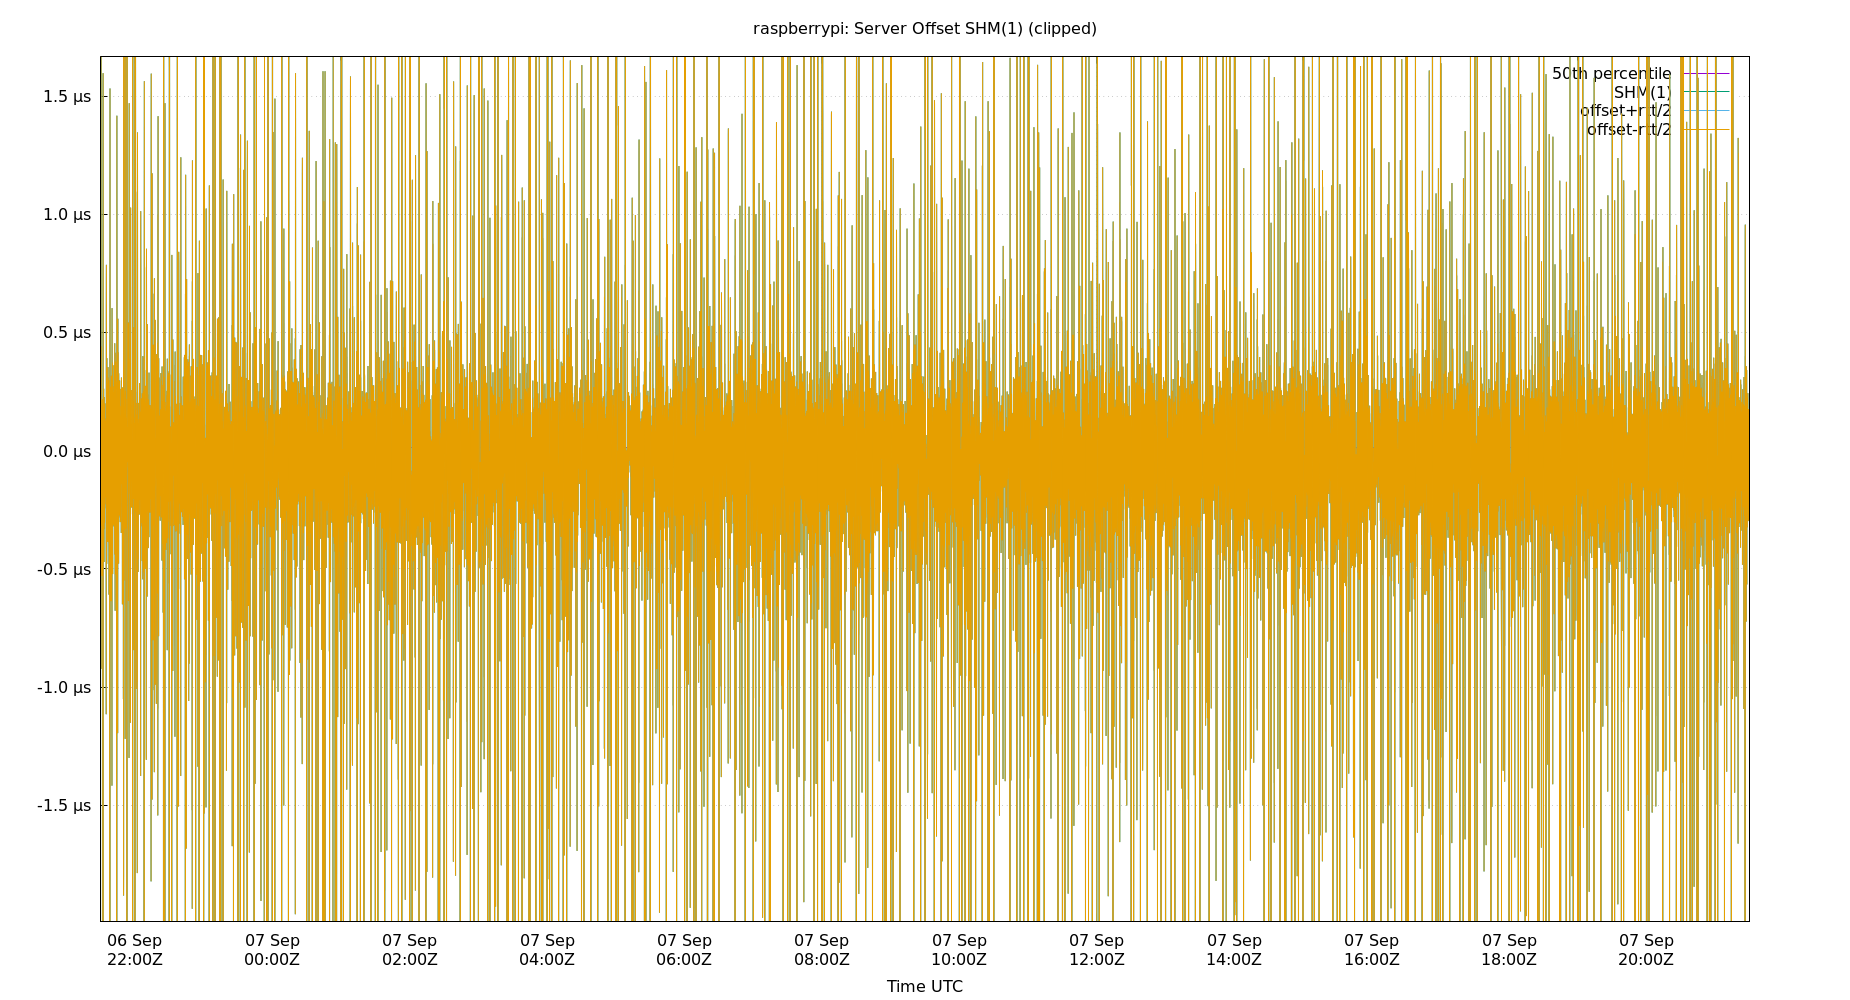 raspberrypi: Server Offset SHM(1) (clipped)
50th percentile
SHM(1)
offset+rtt/2
offset-rtt/2
1.5 µs
1.0 µs
0.5 µs
0.0 µs
-0.5 µs
-1.0 µs
-1.5 µs
06 Sep 07 Sep 07 Sep 07 Sep 07 Sep 07 Sep 07 Sep 07 Sep 07 Sep 07 Sep 07 Sep 07 Sep
22:00Z 00:00Z 02:00Z 04:00Z 06:00Z 08:00Z 10:00Z 12:00Z 14:00Z 16:00Z 18:00Z 20:00Z
Time UTC